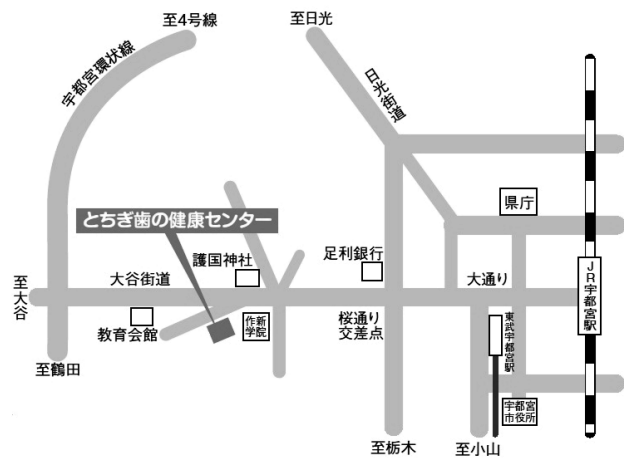 至4号線
至日光
宇都宮環状線
日光街道
県庁
とちぎ歯の健康センター
護国神社
足利銀行
大谷街道
大通り
至大谷
JR宇都宮駅
東武宇都宮駅
教育会館
作新
学院
桜通り
交差点
至鶴田
宇都宮
市役所
至栃木
至小山